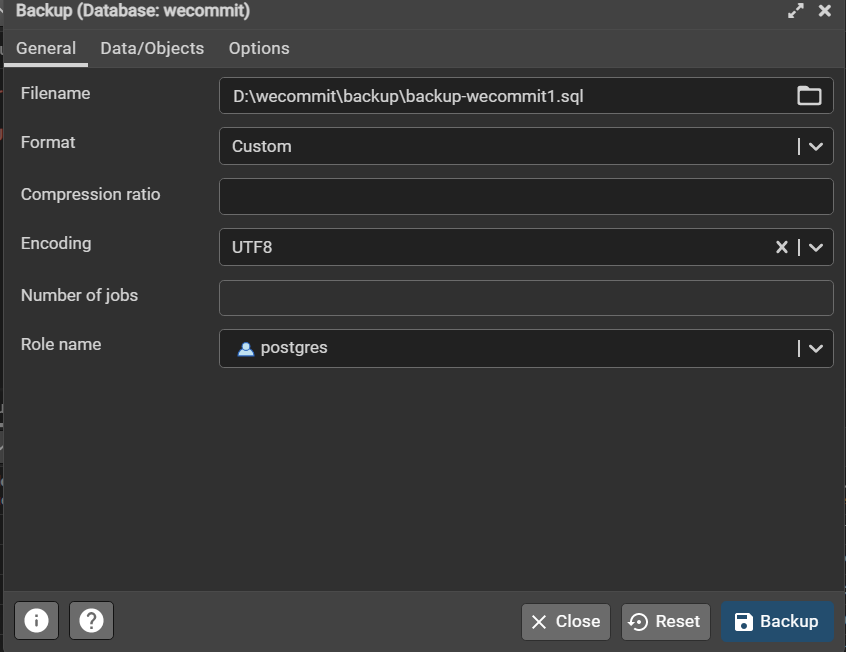 Backup (Database: wecommit)
General Data/Objects Options
Filename D:\wecommit\backup\backup-wecommit1.sql
Format Custom
Compression ratio
Encoding UTF8
Number of jobs
Role name postgres
Close Reset Backup